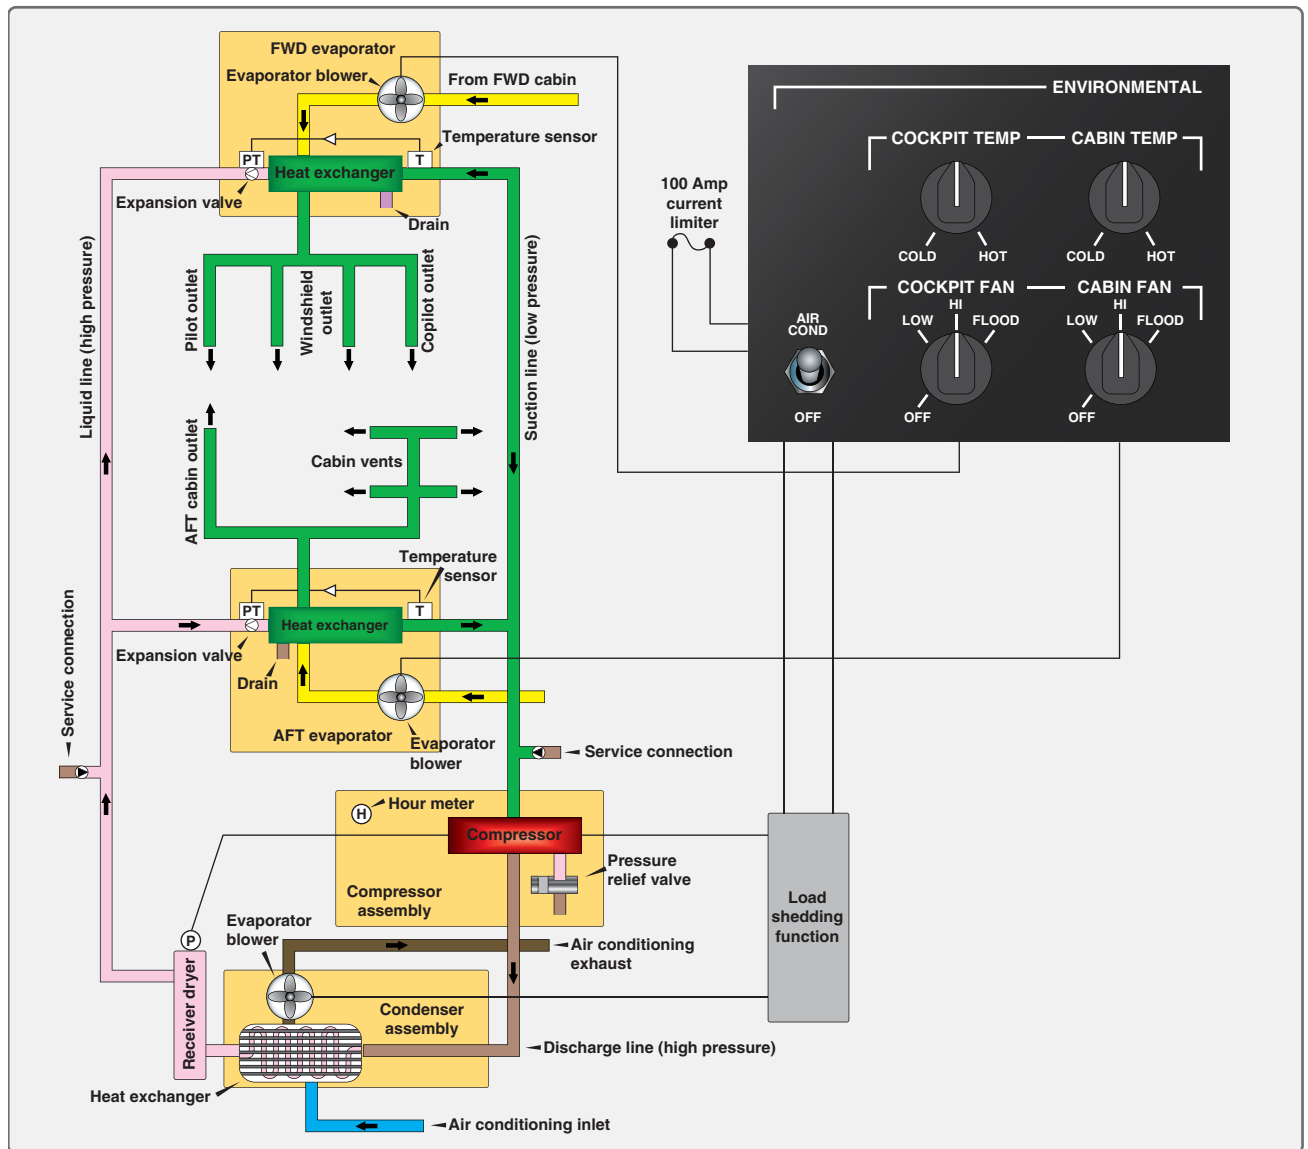 FWD evaporator
Evaporator blower
From FWD cabin
Temperature sensor
PT
T
Heat exchanger
Expansion valve
Drain
Liquid line (high pressure)
Pilot outlet
Windshield
outlet
Copilot outlet
Suction line (low pressure)
AFT cabin outlet
Cabin vents
Temperature
sensor
PT
T
Heat exchanger
Expansion valve
Drain
AFT evaporator
Evaporator
blower
Service connection
Service connection
H
Hour meter
Compressor
Pressure
relief valve
Compressor
assembly
Evaporator
blower
P
Air conditioning
exhaust
Receiver dryer
Condenser
assembly
Discharge line (high pressure)
Heat exchanger
Air conditioning inlet
100 Amp
current
limiter
ENVIRONMENTAL
COCKPIT TEMP
CABIN TEMP
COLD
HOT
COLD
HOT
COCKPIT FAN
CABIN FAN
HI
LOW
FLOOD
OFF
HI
LOW
FLOOD
OFF
AIR
COND
OFF
Load
shedding
function